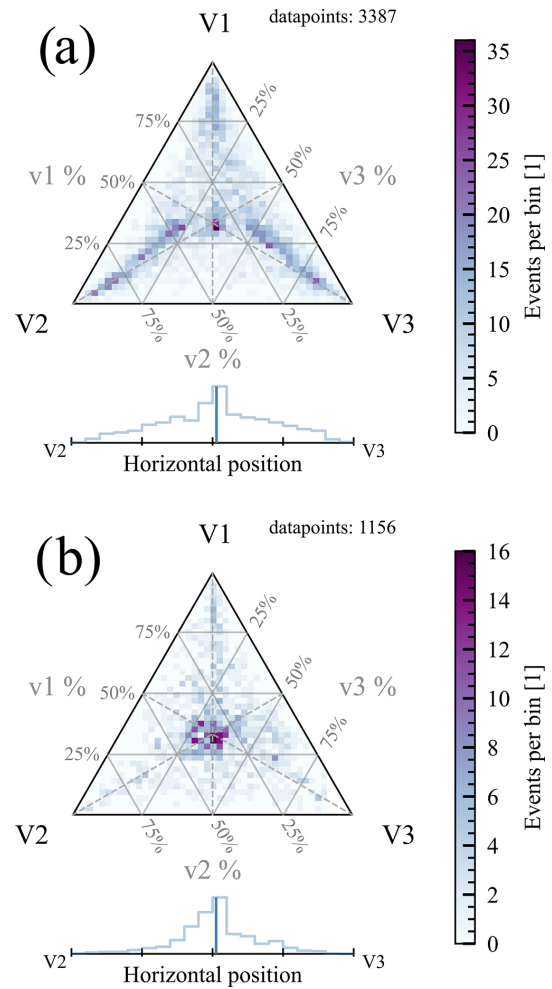 V1
datapoints: 3387
(a)
75%
25%
v1 %
50%
50%
v3 %
25%
75%
V2
V3
75%
50%
25%
v2 %
V2
V3
Horizontal position
35
30
25
20
15
10
5
0
Events per bin [1]
V1
datapoints: 1156
(b)
75%
25%
v1 %
50%
50%
v3 %
25%
75%
V2
V3
75%
50%
25%
v2 %
V2
V3
Horizontal position
16
14
12
10
8
6
4
2
0
Events per bin [1]